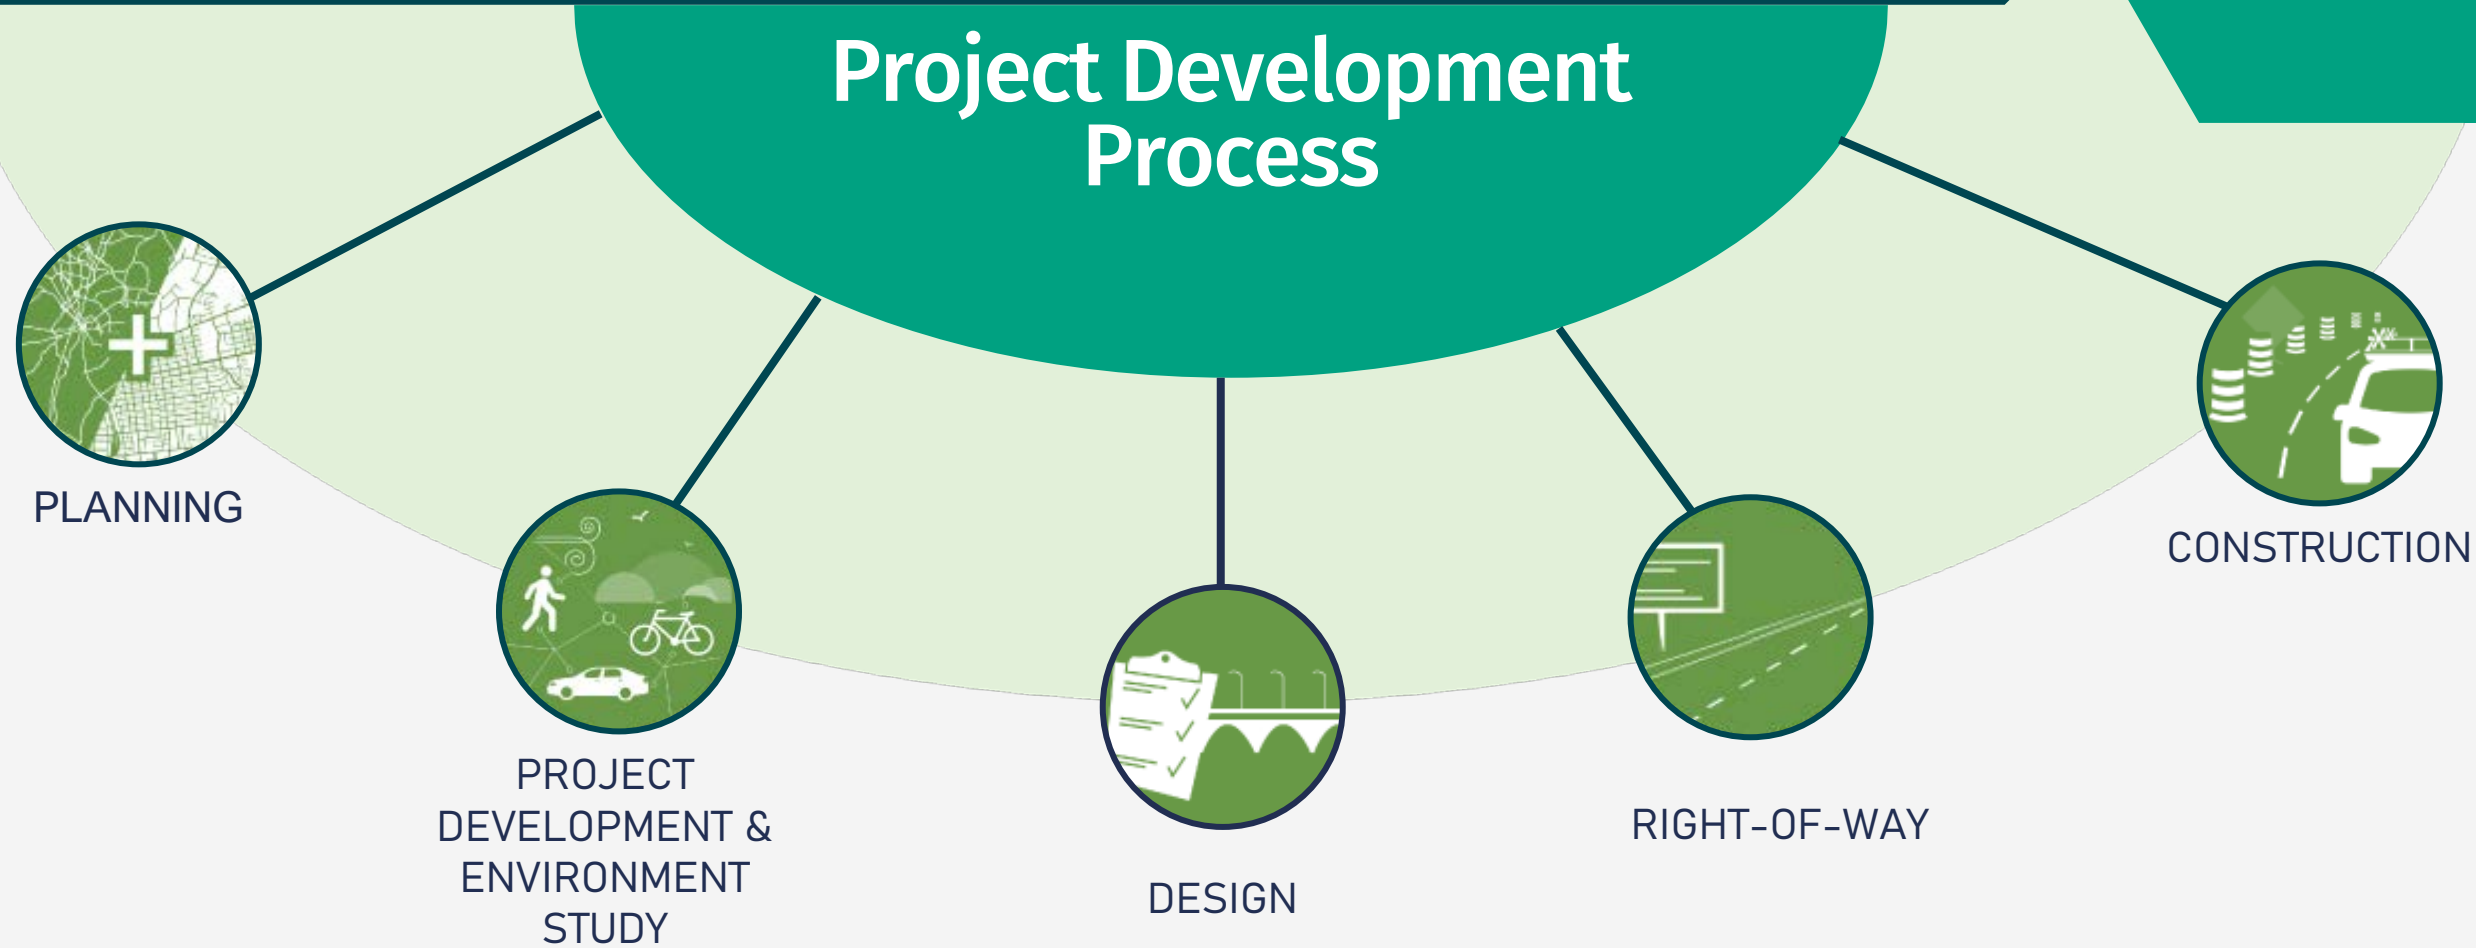 Project Development
Process
PLANNING
PROJECT
DEVELOPMENT &
ENVIRONMENT
STUDY
DESIGN
RIGHT-OF-WAY
CONSTRUCTION